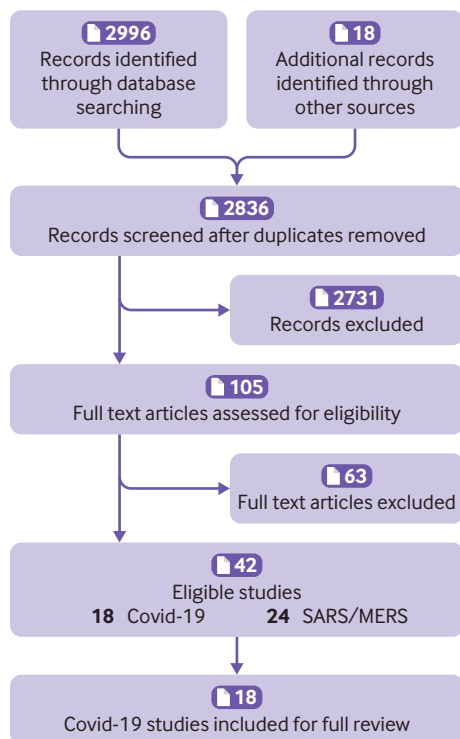 2996
Records identified
through database
searching
18
Additional records
identified through
other sources
2836
Records screened after duplicates removed
2731
Records excluded
105
Full text articles assessed for eligibility
63
Full text articles excluded
42
Eligible studies
18 Covid-19 24 SARS/MERS
18
Covid-19 studies included for full review